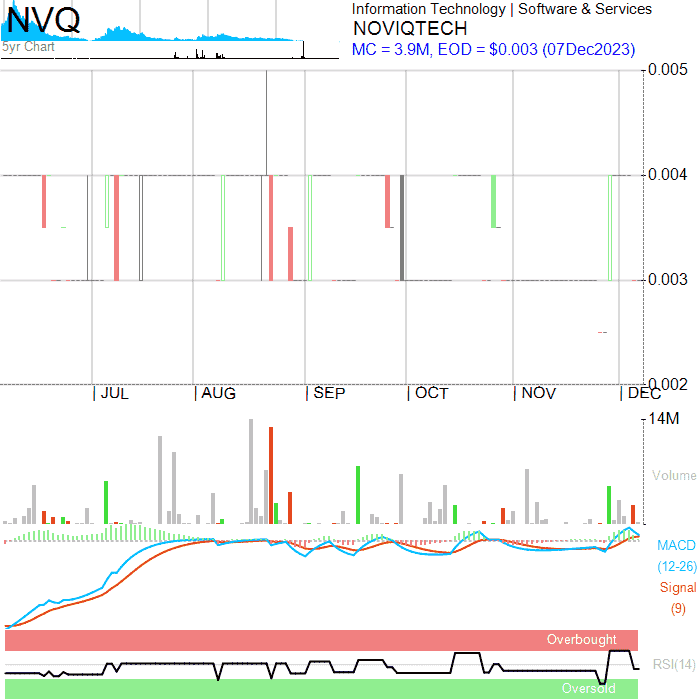 NVQ
5yr Chart
Information Technology | Software & Services
NOVIQTECH
MC = 3.9M, EOD = $0.003 (07Dec2023)
0.005
0.004
0.003
0.002
JUL
AUG
SEP
OCT
NOV
DEC
14M
Volume
MACD
(12-26)
Signal
(9)
Overbought
RSI(14)
Oversold